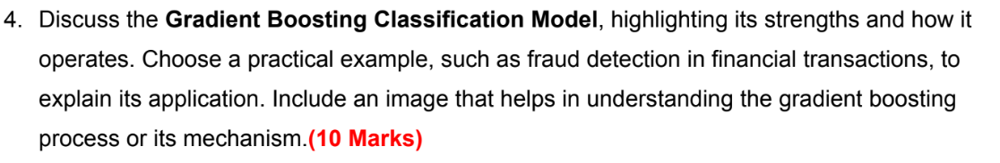 4. Discuss the Gradient Boosting Classification Model, highlighting its strengths and how it
operates. Choose a practical example, such as fraud detection in financial transactions, to
explain its application. Include an image that helps in understanding the gradient boosting
process or its mechanism.(10 Marks)